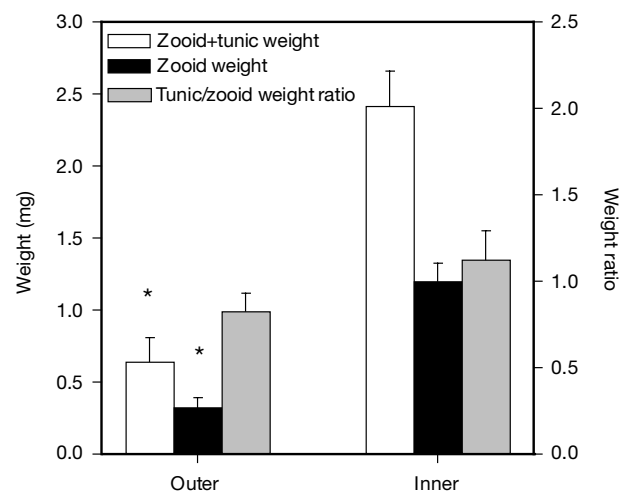 Zooid+tunic weight
Zooid weight
Tunic/zooid weight ratio
Weight (mg)
3.0
2.5
2.0
1.5
1.0
0.5
0.0
*
*
2.5
2.0
1.5
1.0
0.5
0.0
Weight ratio
Outer
Inner